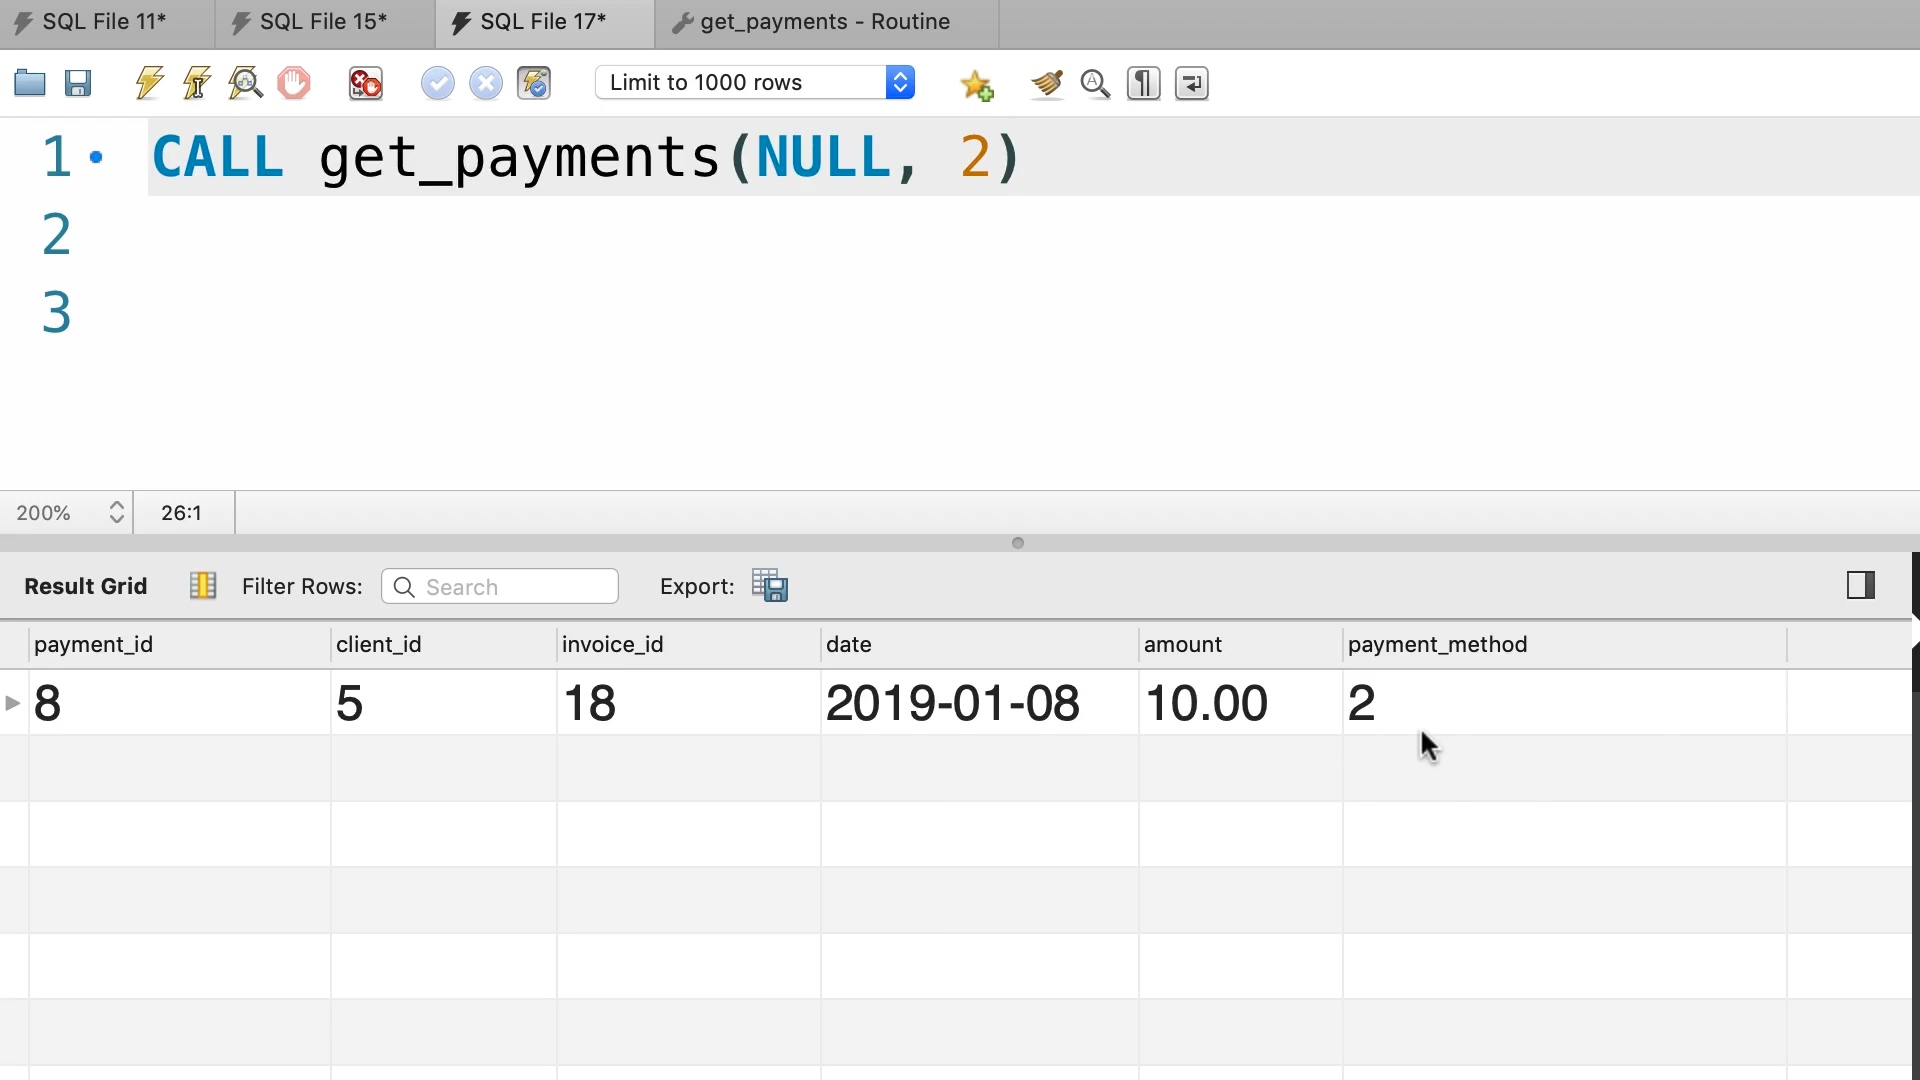 SQL File 11* SQL File 15* SQL File 17* get_payments - Routine
Limit to 1000 rows
1 CALL get_payments(NULL, 2)
2
3
200% 26:1
Result Grid Filter Rows: Search Export:
payment_id client_id invoice_id date amount payment_method
8 5 18 2019-01-08 10.00 2